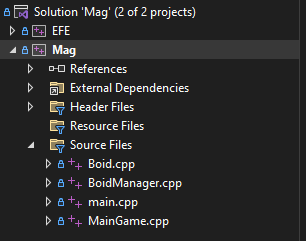 Solution 'Mag' (2 of 2 projects)
EFE
Mag
References
External Dependencies
Header Files
Resource Files
Source Files
Boid.cpp
BoidManager.cpp
main.cpp
MainGame.cpp